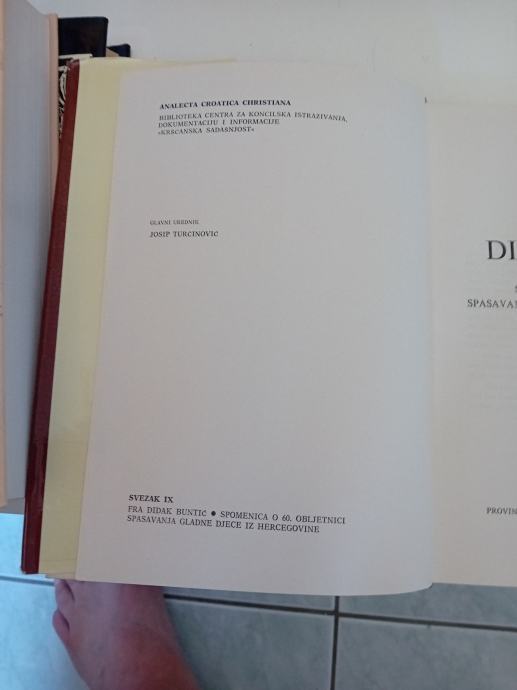 ANALECTA CROATICA CHRISTIANA
BIBLIOTEKA CENTRA ZA KONCILSKA ISTRAŽIVANJA,
DOKUMENTACIJU I INFORMACIJE
»KRŠĆANSKA SADAŠNJOST«
GLAVNI UREDNIK
JOSIP TURČINOVIĆ
SVEZAK IX
FRA DIDAK BUNTIĆ ● SPOMENICA O 60. OBLJETNICI
SPASAVANJA GLADNE DJECE IZ HERCEGOVINE
DI
S
SPASAVAN
PROVIN